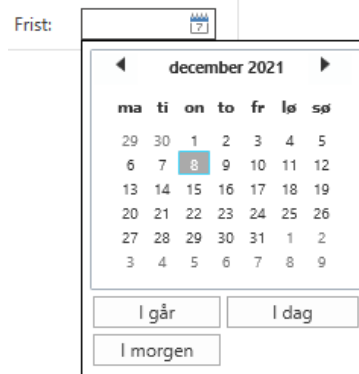 Frist: 7
december 2021
ma ti on to fr lø sø
29 30 1 2 3 4 5
6 7 8 9 10 11 12
13 14 15 16 17 18 19
20 21 22 23 24 25 26
27 28 29 30 31 1 2
3 4 5 6 7 8 9
I går I dag
I morgen